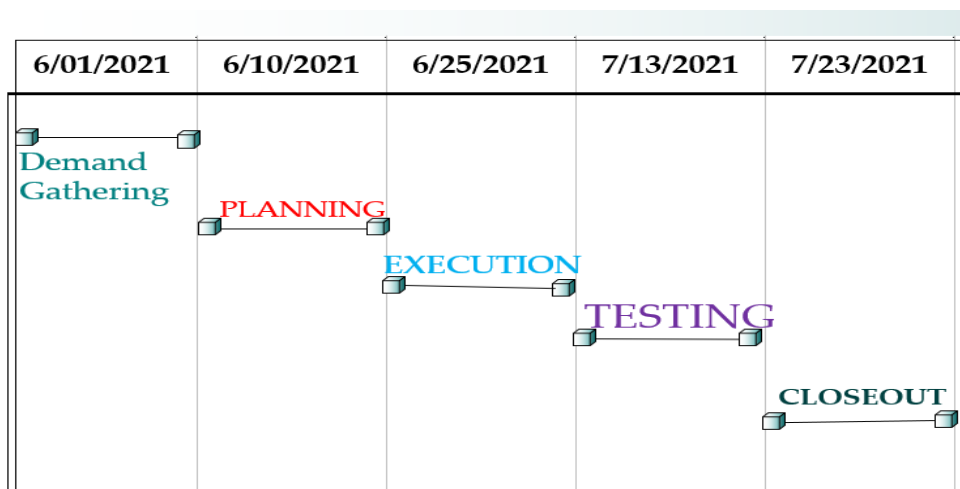 6/01/2021 6/10/2021 6/25/2021 7/13/2021 7/23/2021
Demand
Gathering
PLANNING
EXECUTION
TESTING
CLOSEOUT